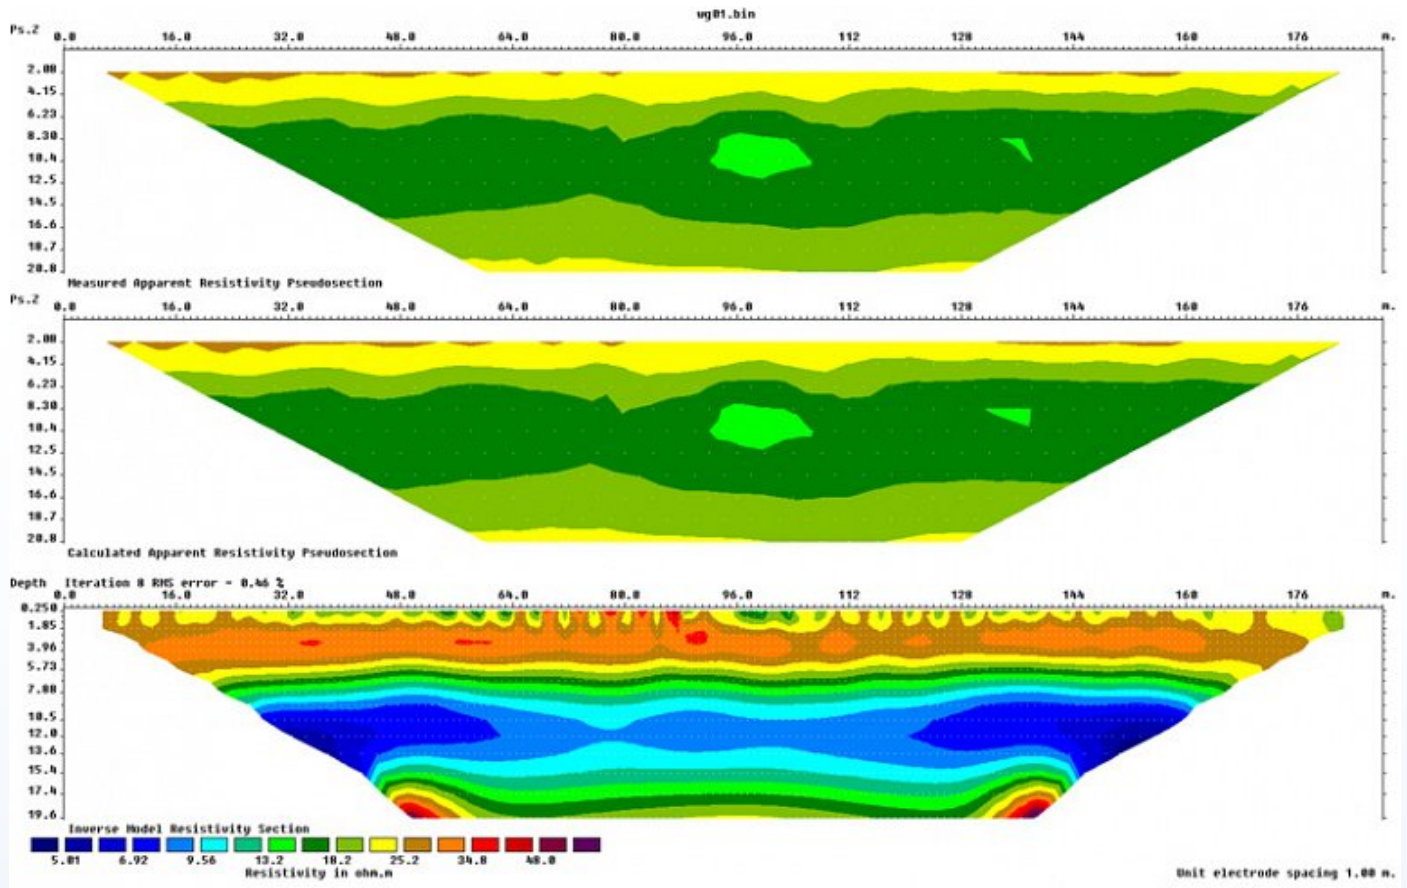 wg01.bin
Ps.Z 0.0 16.0 32.0 48.0 64.0 80.0 96.0 112 128 144 160 176 m.
2.08
4.15
6.23
8.30
10.4
12.5
14.5
16.6
18.7
20.8
Measured Apparent Resistivity Pseudosection
Ps.Z 0.0 16.0 32.0 48.0 64.0 80.0 96.0 112 128 144 160 176 m.
2.08
4.15
6.23
8.30
10.4
12.5
14.5
16.6
18.7
20.8
Calculated Apparent Resistivity Pseudosection
Depth Iteration 8 RMS error - 0.46 %
0.0 16.0 32.0 48.0 64.0 80.0 96.0 112 128 144 160 176 m.
0.250
1.85
3.96
5.73
7.88
10.5
12.0
13.6
15.4
17.4
19.6
Inverse Model Resistivity Section
5.01 6.92 9.56 13.2 18.2 25.2 34.8 48.0
Resistivity in ohm.m
Unit electrode spacing 1.00 m.